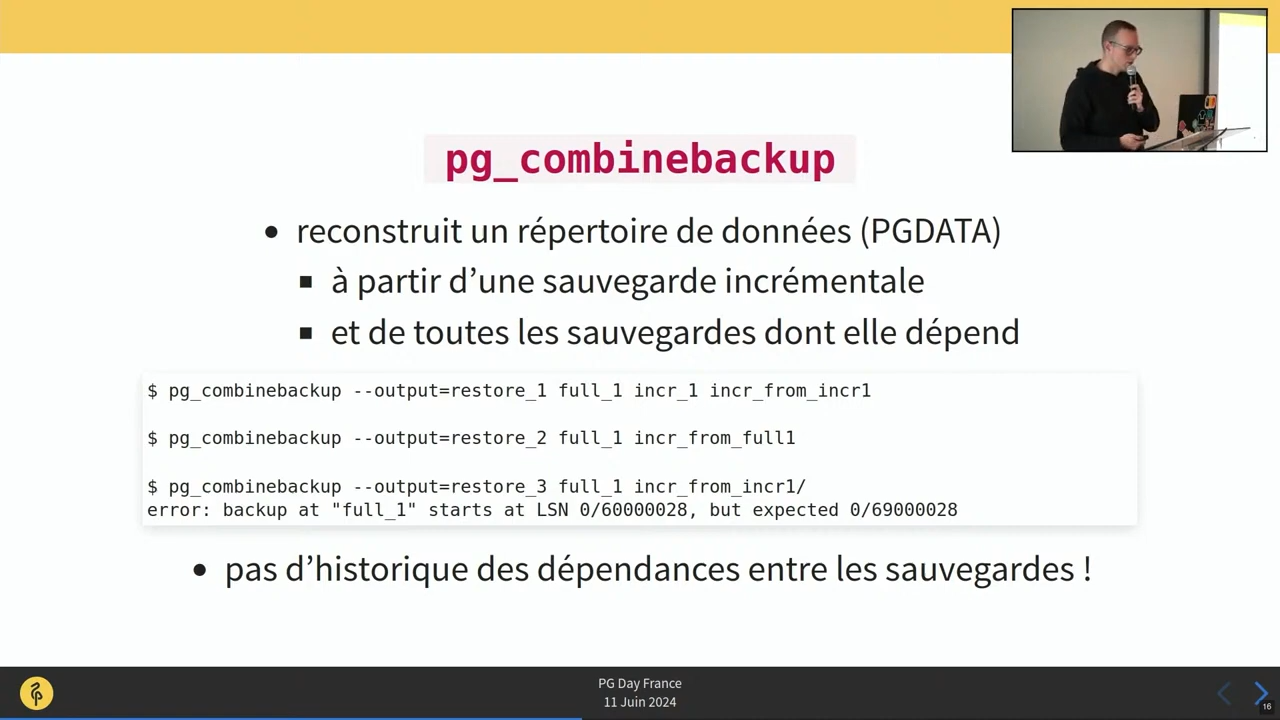 pg_combinebackup
• reconstruit un répertoire de données (PGDATA)
▪ à partir d’une sauvegarde incrémentale
▪ et de toutes les sauvegardes dont elle dépend
$ pg_combinebackup --output=restore_1 full_1 incr_1 incr_from_incr1
$ pg_combinebackup --output=restore_2 full_1 incr_from_full1
$ pg_combinebackup --output=restore_3 full_1 incr_from_incr1/
error: backup at "full_1" starts at LSN 0/60000028, but expected 0/69000028
• pas d’historique des dépendances entre les sauvegardes !
PG Day France
11 Juin 2024
16